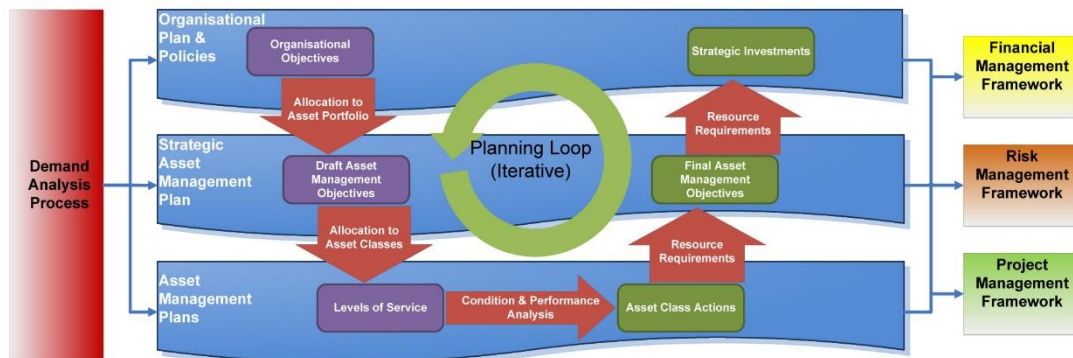 Organisational
Plan &
Policies
Organisational
Objectives
Strategic Investments
Financial
Management
Framework
Allocation to
Asset Portfolio
Resource
Requirements
Demand
Analysis
Process
Strategic
Asset
Management
Plan
Draft Asset
Management
Objectives
Planning Loop
(Iterative)
Final Asset
Management
Objectives
Risk
Management
Framework
Allocation to
Asset Classes
Resource
Requirements
Asset
Management
Plans
Levels of Service
Condition & Performance
Analysis
Asset Class Actions
Project
Management
Framework